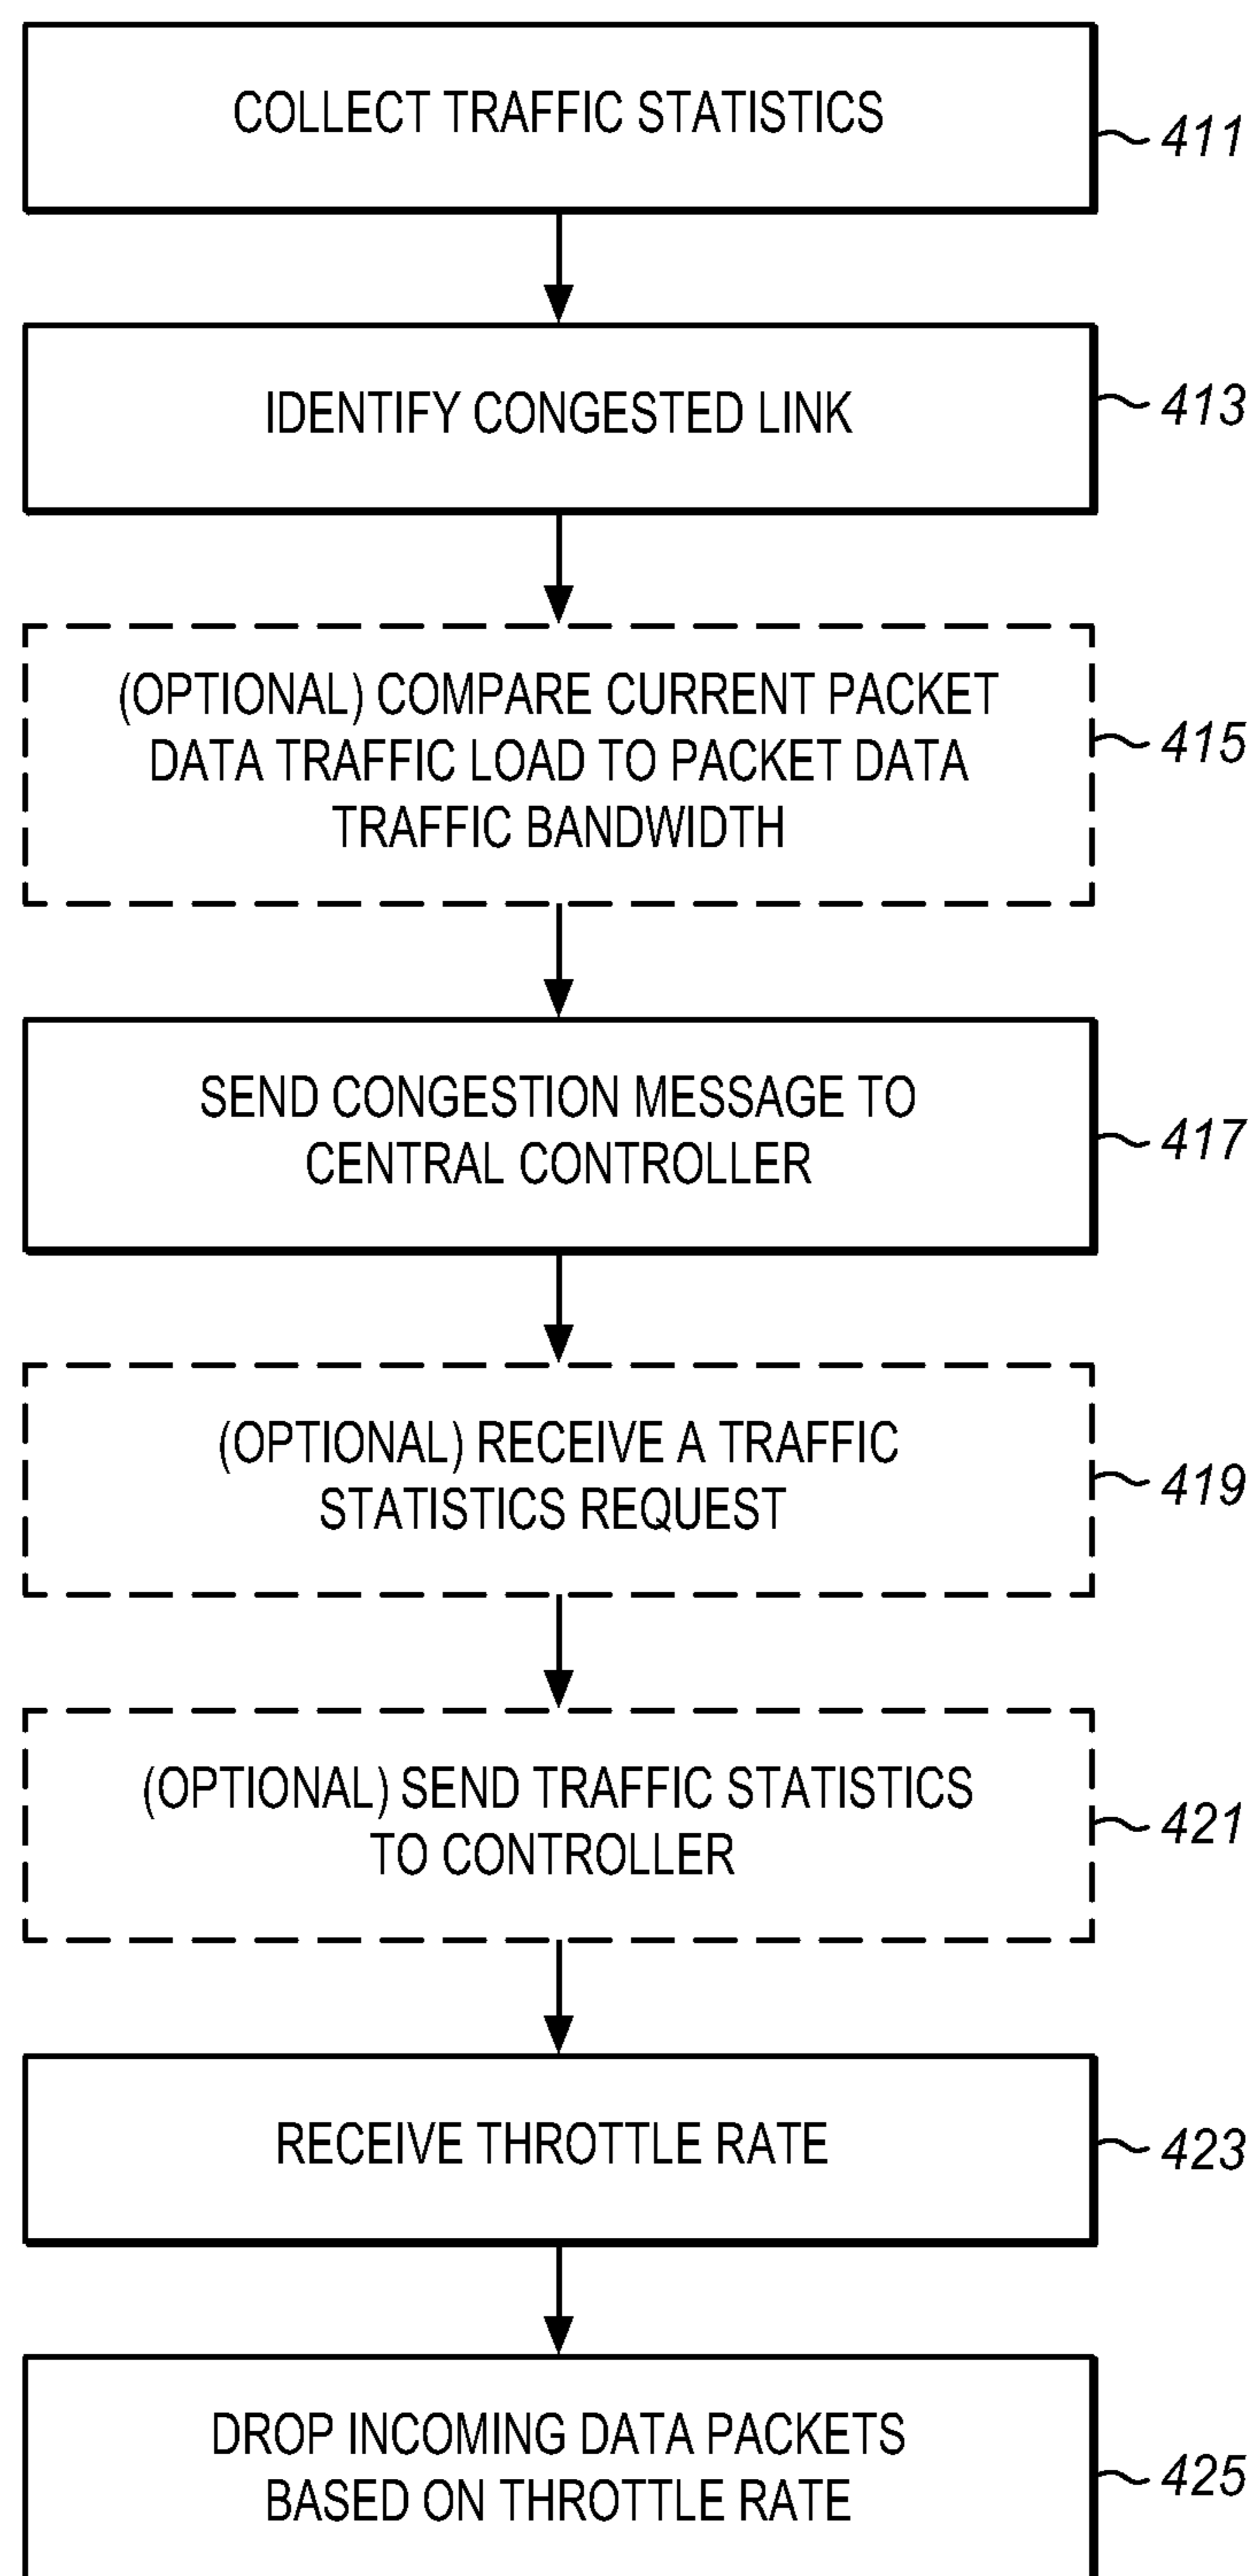 COLLECT TRAFFIC STATISTICS
411
IDENTIFY CONGESTED LINK
413
(OPTIONAL) COMPARE CURRENT PACKET
DATA TRAFFIC LOAD TO PACKET DATA
TRAFFIC BANDWIDTH
415
SEND CONGESTION MESSAGE TO
CENTRAL CONTROLLER
417
(OPTIONAL) RECEIVE A TRAFFIC
STATISTICS REQUEST
419
(OPTIONAL) SEND TRAFFIC STATISTICS
TO CONTROLLER
421
RECEIVE THROTTLE RATE
423
DROP INCOMING DATA PACKETS
BASED ON THROTTLE RATE
425